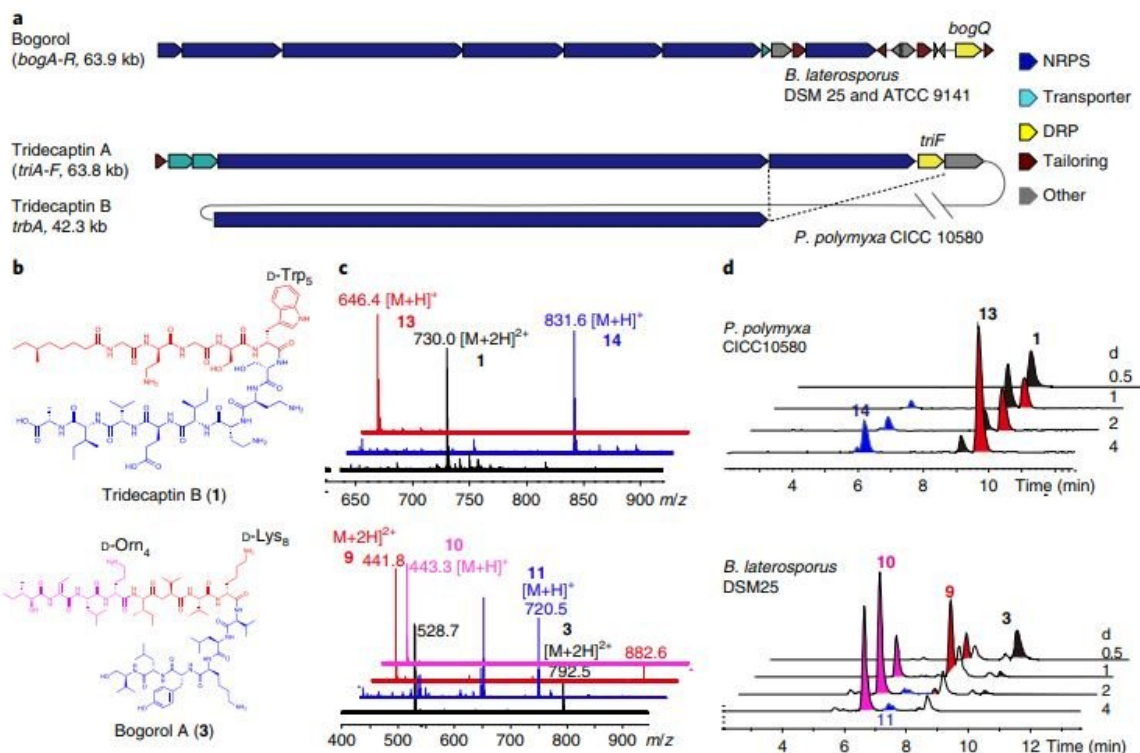 a
Bogorol
(bogA-R, 63.9 kb)
bogQ
B. laterosporus
DSM 25 and ATCC 9141
NRPS
Transporter
DRP
Tailoring
Other
Tridecaptin A
(triA-F, 63.8 kb)
triF
Tridecaptin B
trbA, 42.3 kb
P. polymyxa CICC 10580
b
D-Trp5
Tridecaptin B (1)
D-Orn4
D-Lys8
Bogorol A (3)
c
646.4 [M+H]+
13
730.0 [M+2H]2+
1
831.6 [M+H]+
14
650 700 750 800 850 900 m/z
M+2H]2+
9 441.8
10
443.3 [M+H]+
11
[M+H]+
720.5
528.7
3
[M+2H]2+
792.5
882.6
400 500 600 700 800 900 m/z
d
P. polymyxa
CICC10580
13
1
14
d
0.5
1
2
4
4 6 8 10 Time (min)
B. laterosporus
DSM25
10
9
3
11
d
0.5
1
2
4
4 6 8 10 12 Time (min)